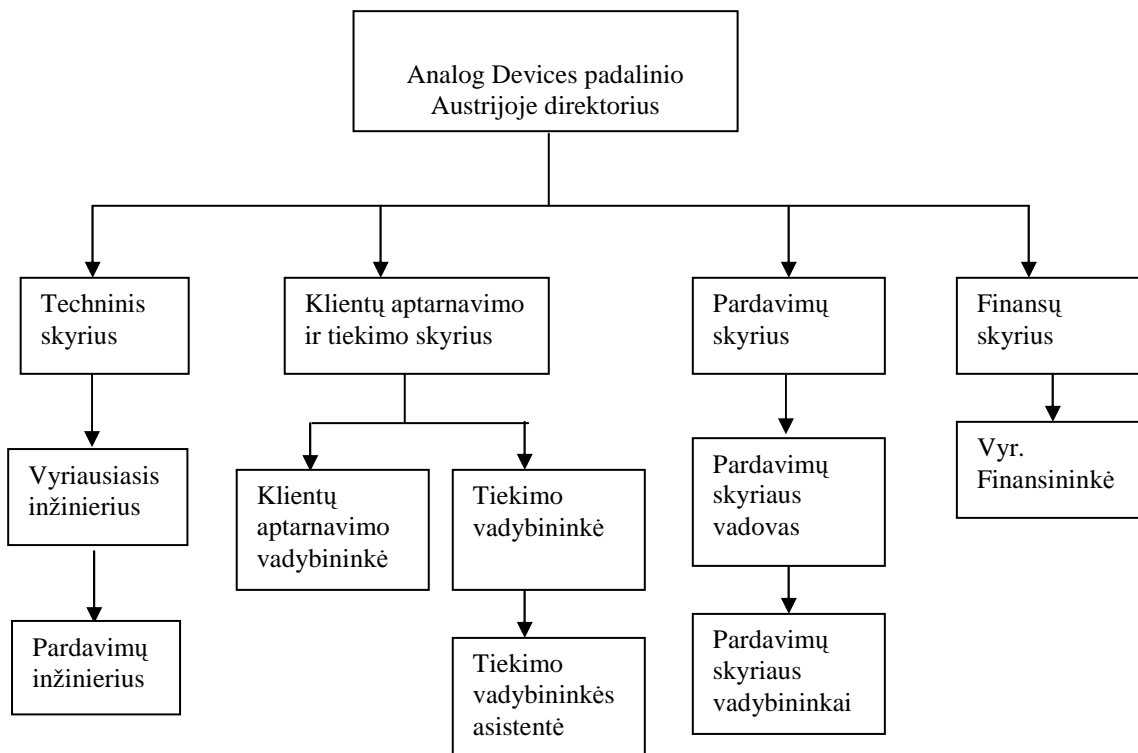 Analog Devices padalinio
Austrijoje direktorius
Techninis
skyrius
Klientų aptarnavimo
ir tiekimo skyrius
Pardavimų
skyrius
Finansų
skyrius
Vyriausiasis
inžinierius
Klientų
aptarnavimo
vadybininkė
Tiekimo
vadybininkė
Pardavimų
skyriaus
vadovas
Vyr.
Finansininkė
Pardavimų
inžinierius
Tiekimo
vadybininkės
asistentė
Pardavimų
skyriaus
vadybininkai